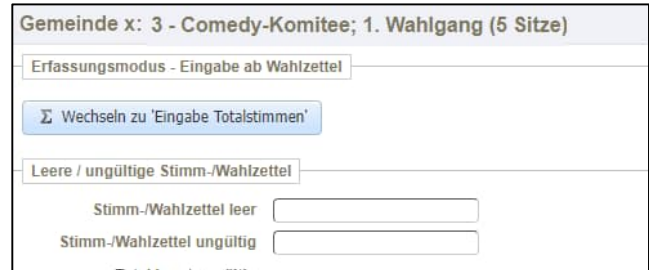 Gemeinde x: 3 - Comedy-Komitee; 1. Wahlgang (5 Sitze)
Erfassungsmodus - Eingabe ab Wahlzettel
Σ Wechseln zu 'Eingabe Totalstimmen'
Leere / ungültige Stimm-/Wahlzettel
Stimm-/Wahlzettel leer
Stimm-/Wahlzettel ungültig